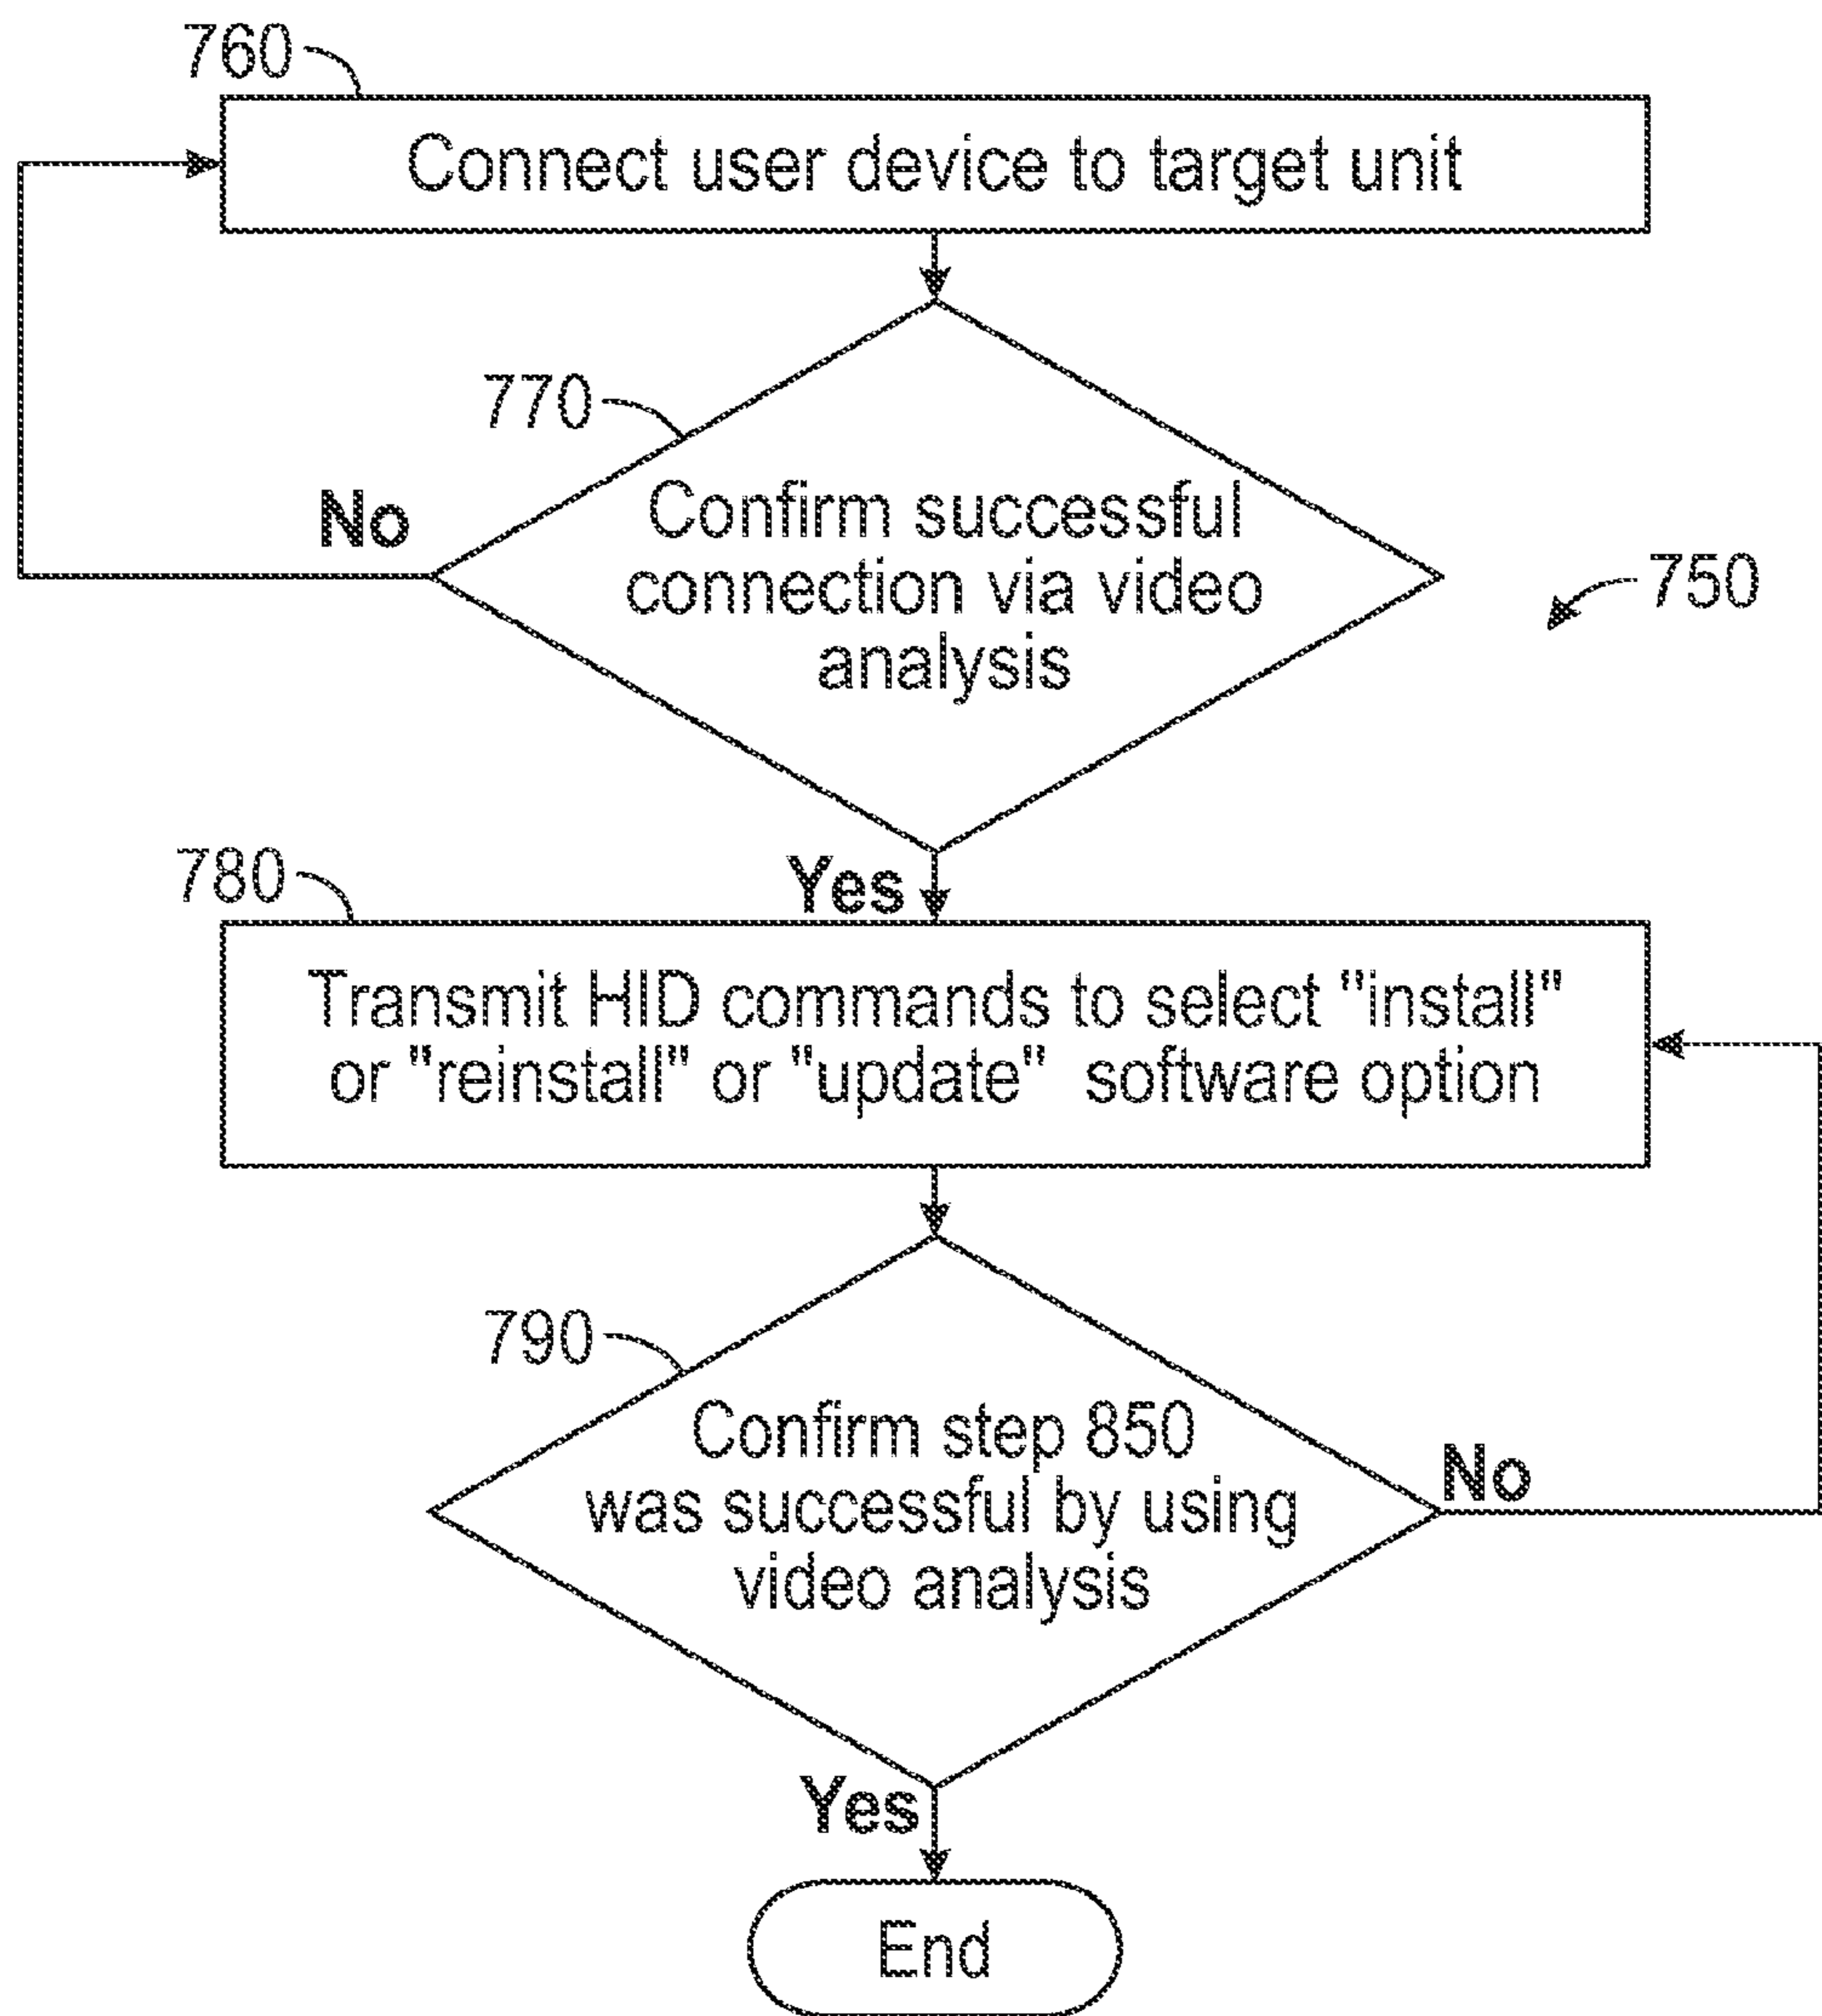 760
Connect user device to target unit
770
No
Confirm successful
connection via video
analysis
750
Yes
780
Transmit HID commands to select "install"
or "reinstall" or "update" software option
790
Confirm step 850
was successful by using
video analysis
No
Yes
End